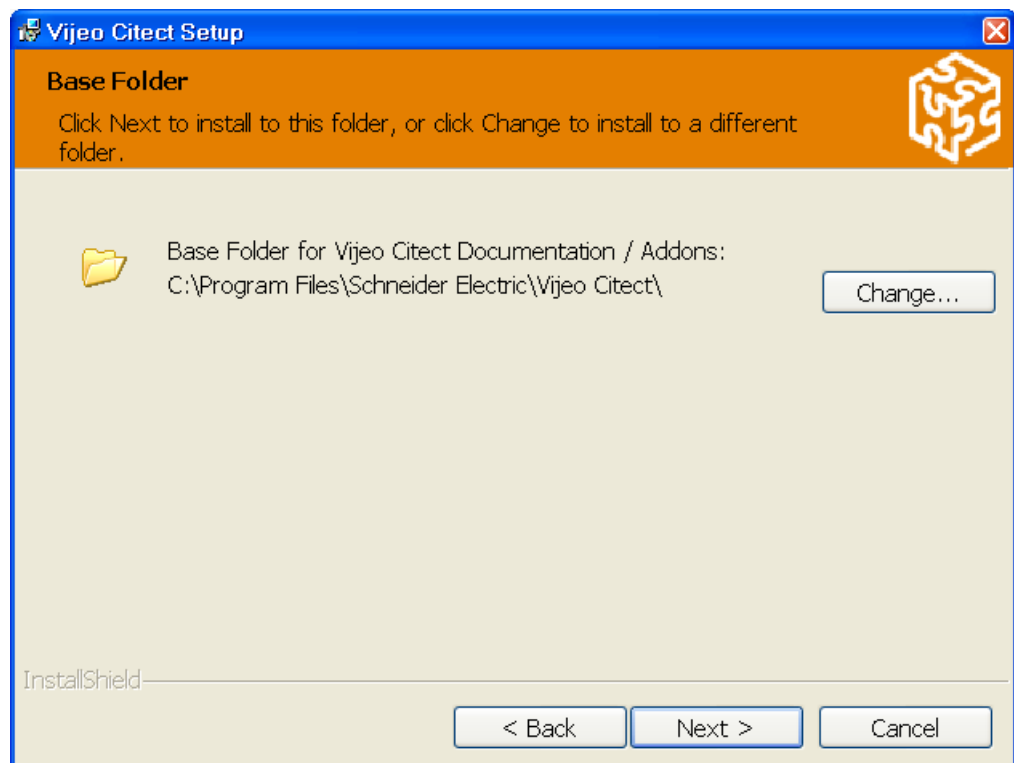 Vijeo Citect Setup
Base Folder
Click Next to install to this folder, or click Change to install to a different
folder.
Base Folder for Vijeo Citect Documentation / Addons:
C:\Program Files\Schneider Electric\Vijeo Citect\
Change...
InstallShield
< Back
Next >
Cancel